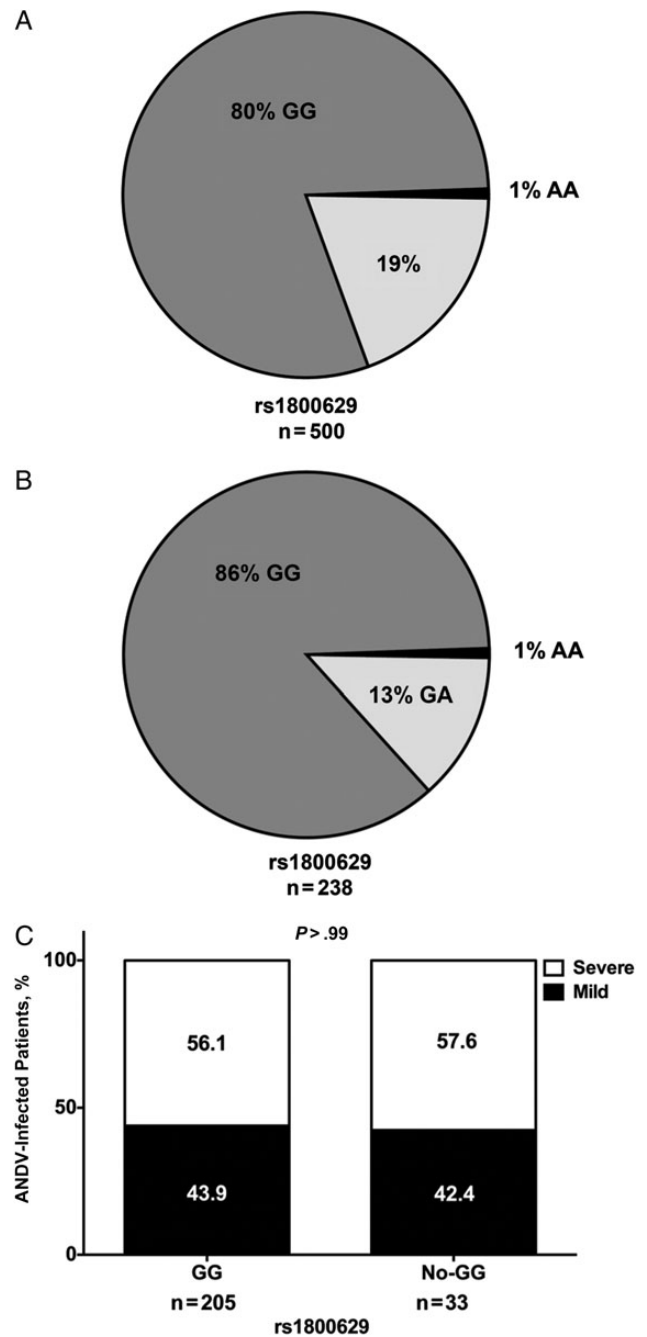 A
80% GG
1% AA
19%
rs1800629
n=500
B
86% GG
1% AA
13% GA
rs1800629
n=238
C
P> .99
ANDV-Infected Patients, %
100
50
0
Severe
Mild
56.1
57.6
43.9
42.4
GG
No-GG
n=205
n=33
rs1800629